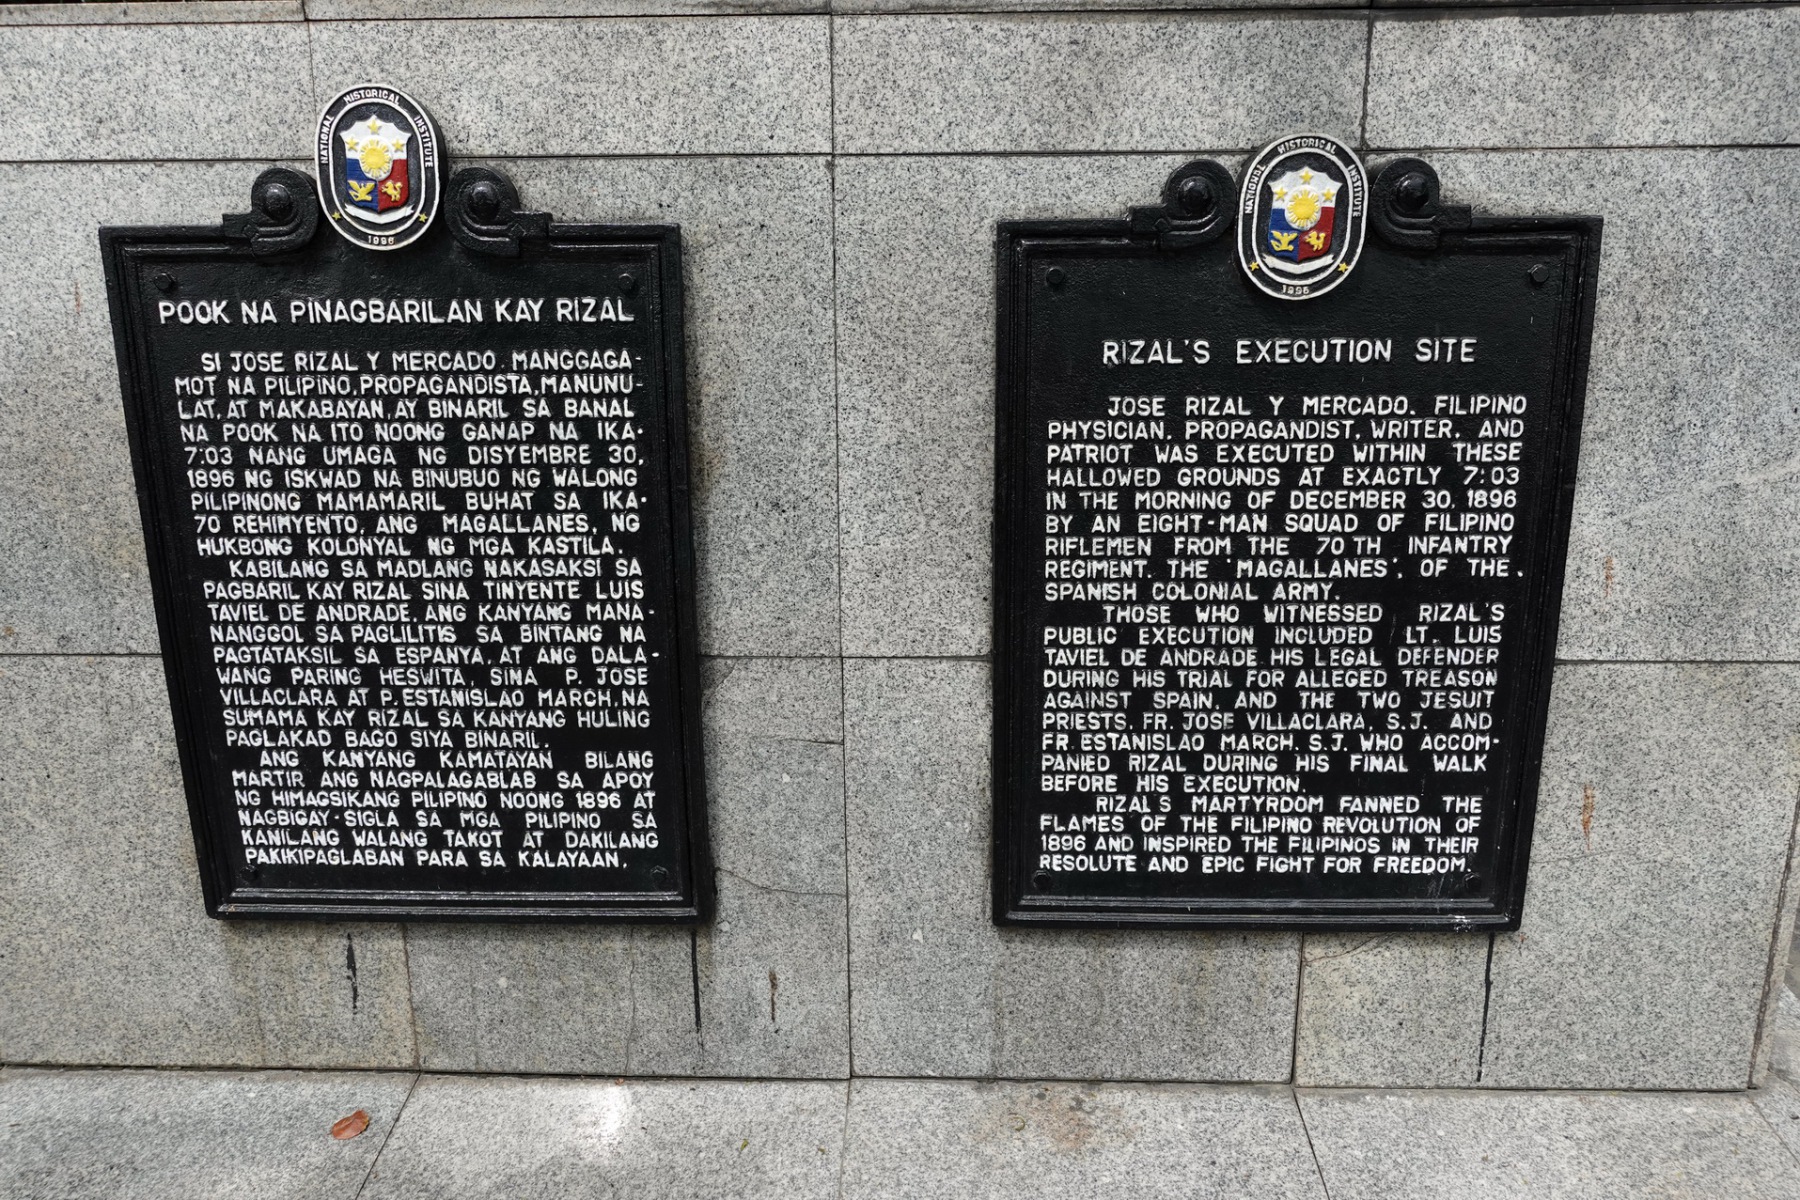 NATIONAL HISTORICAL INSTITUTE
1996
POOK NA PINAGBARILAN KAY RIZAL
SI JOSE RIZAL Y MERCADO, MANGGAGA-
MOT NA PILIPINO, PROPAGANDISTA, MANUNU-
LAT, AT MAKABAYAN, AY BINARIL SA BANAL
NA POOK NA ITO NOONG GANAP NA IKA-
7:03 NANG UMAGA NG DISYEMBRE 30,
1896 NG ISKWAD NA BINUBUO NG WALONG
PILIPINONG MAMAMARIL BUHAT SA IKA-
70 REHIMYENTO, ANG MAGALLANES, NG
HUKBONG KOLONYAL NG MGA KASTILA.
KABILANG SA MADLANG NAKASAKSI SA
PAGBARIL KAY RIZAL SINA TINYENTE LUIS
TAVIEL DE ANDRADE, ANG KANYANG MANA-
NANGGOL SA PAGLILITIS SA BINTANG NA
PAGTATAKSIL SA ESPANYA, AT ANG DALA-
WANG PARING HESWITA, SINA P. JOSE
VILLACLARA AT P. ESTANISLAO MARCH, NA
SUMAMA KAY RIZAL SA KANYANG HULING
PAGLAKAD BAGO SIYA BINARIL.
ANG KANYANG KAMATAYAN BILANG
MARTIR ANG NAGPALAGABLAB SA APOY
NG HIMAGSIKANG PILIPINO NOONG 1896 AT
NAGBIGAY-SIGLA SA MGA PILIPINO SA
KANILANG WALANG TAKOT AT DAKILANG
PAKIKIPAGLABAN PARA SA KALAYAAN.
NATIONAL HISTORICAL INSTITUTE
1996
RIZAL'S EXECUTION SITE
JOSE RIZAL Y MERCADO, FILIPINO
PHYSICIAN, PROPAGANDIST, WRITER, AND
PATRIOT WAS EXECUTED WITHIN THESE
HALLOWED GROUNDS AT EXACTLY 7:03
IN THE MORNING OF DECEMBER 30, 1896
BY AN EIGHT-MAN SQUAD OF FILIPINO
RIFLEMEN FROM THE 70TH INFANTRY
REGIMENT, THE 'MAGALLANES', OF THE
SPANISH COLONIAL ARMY.
THOSE WHO WITNESSED RIZAL'S
PUBLIC EXECUTION INCLUDED LT. LUIS
TAVIEL DE ANDRADE, HIS LEGAL DEFENDER
DURING HIS TRIAL FOR ALLEGED TREASON
AGAINST SPAIN, AND THE TWO JESUIT
PRIESTS, FR. JOSE VILLACLARA, S.J. AND
FR. ESTANISLAO MARCH, S.J. WHO ACCOM-
PANIED RIZAL DURING HIS FINAL WALK
BEFORE HIS EXECUTION.
RIZAL'S MARTYRDOM FANNED THE
FLAMES OF THE FILIPINO REVOLUTION OF
1896 AND INSPIRED THE FILIPINOS IN THEIR
RESOLUTE AND EPIC FIGHT FOR FREEDOM.